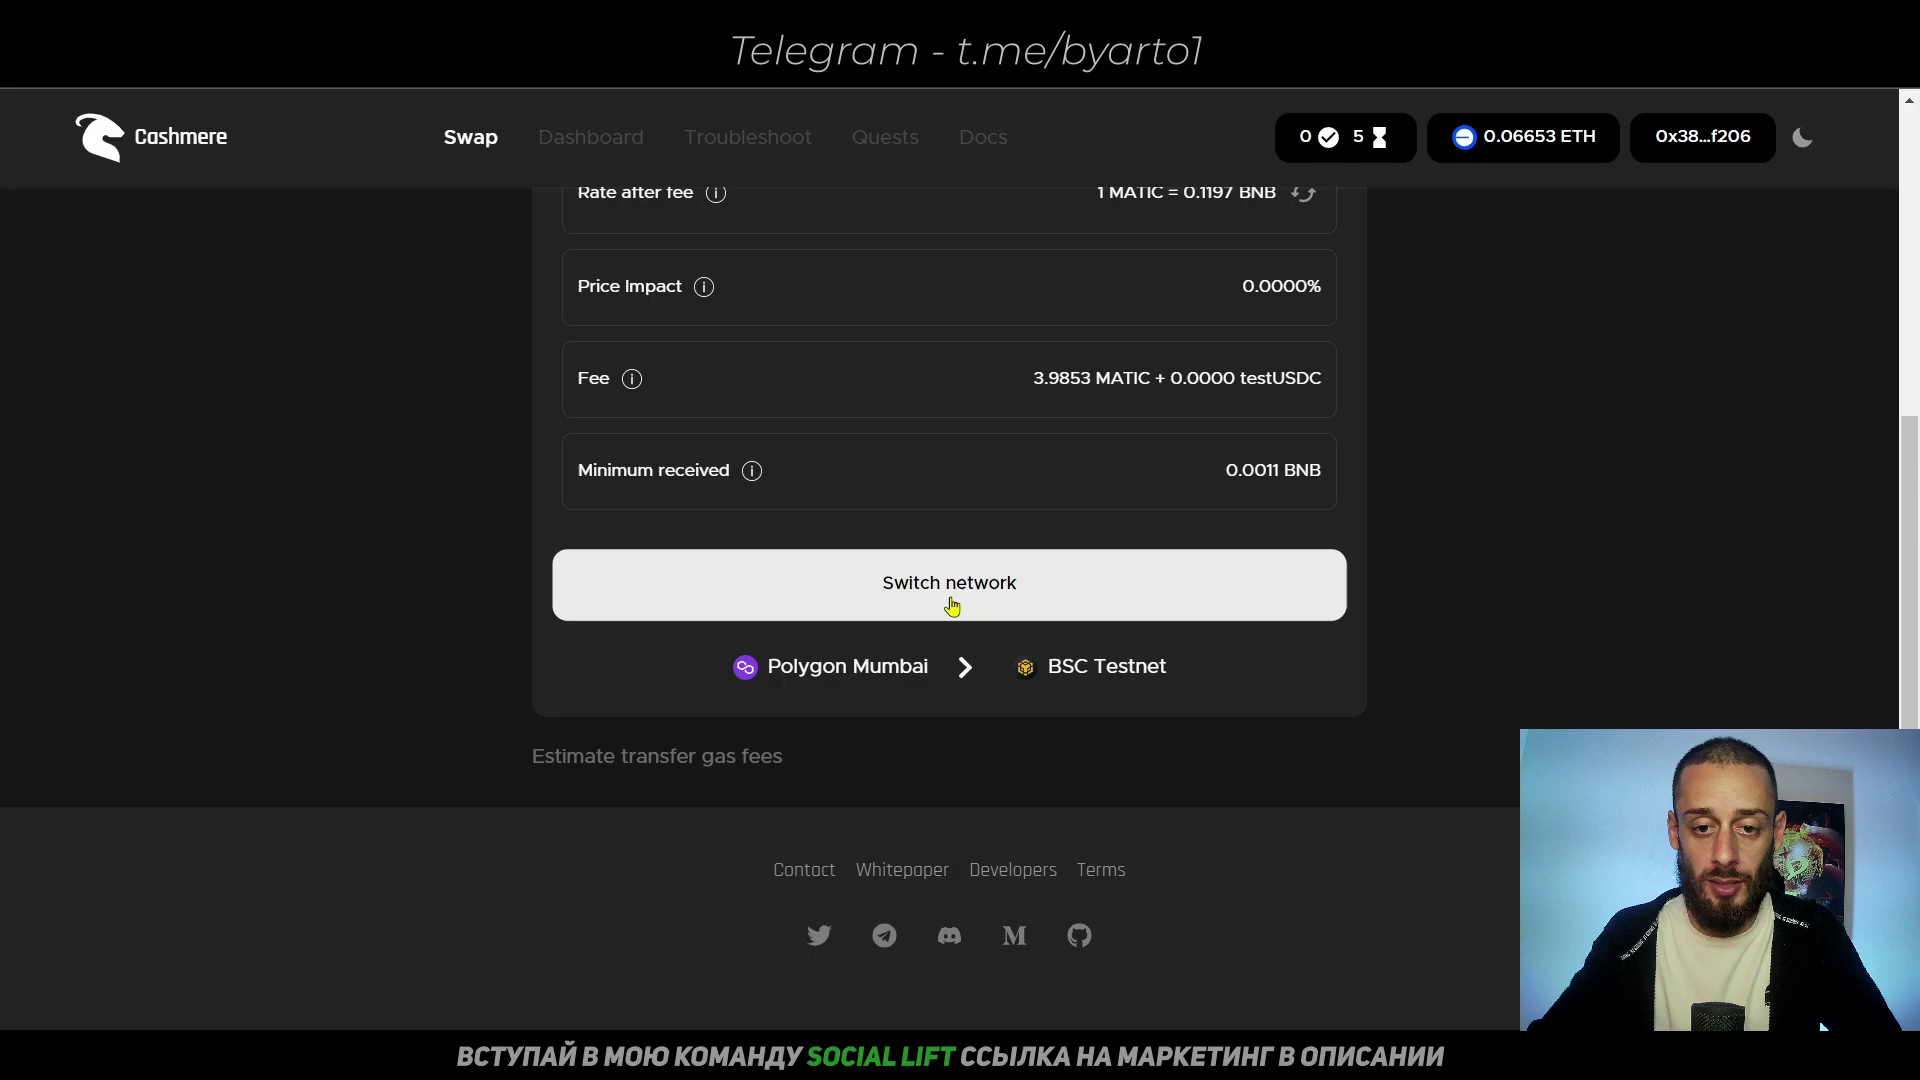 Telegram - t.me/byarto1
Cashmere
Swap Dashboard Troubleshoot Quests Docs
0 5 0.06653 ETH 0x38...f206
Rate after fee 1 MATIC = 0.1197 BNB
Price Impact 0.0000%
Fee 3.9853 MATIC + 0.0000 testUSDC
Minimum received 0.0011 BNB
Switch network
Polygon Mumbai BSC Testnet
Estimate transfer gas fees
Contact Whitepaper Developers Terms
ВСТУПАЙ В МОЮ КОМАНДУ SOCIAL LIFT ССЫЛКА НА МАРКЕТИНГ В ОПИСАНИИ